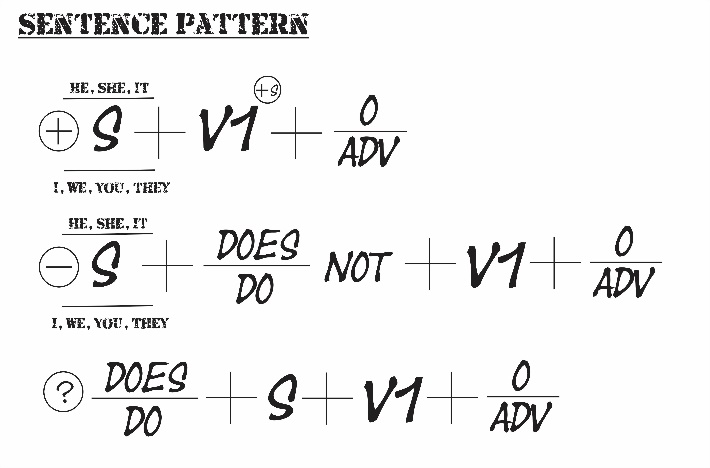 SENTENCE PATTERN
HE, SHE, IT
+ S + V1 +S + O
ADV
I, WE, YOU, THEY
HE, SHE, IT
− S + DOES NOT + V1 + O
DO ADV
I, WE, YOU, THEY
? DOES + S + V1 + O
DO ADV